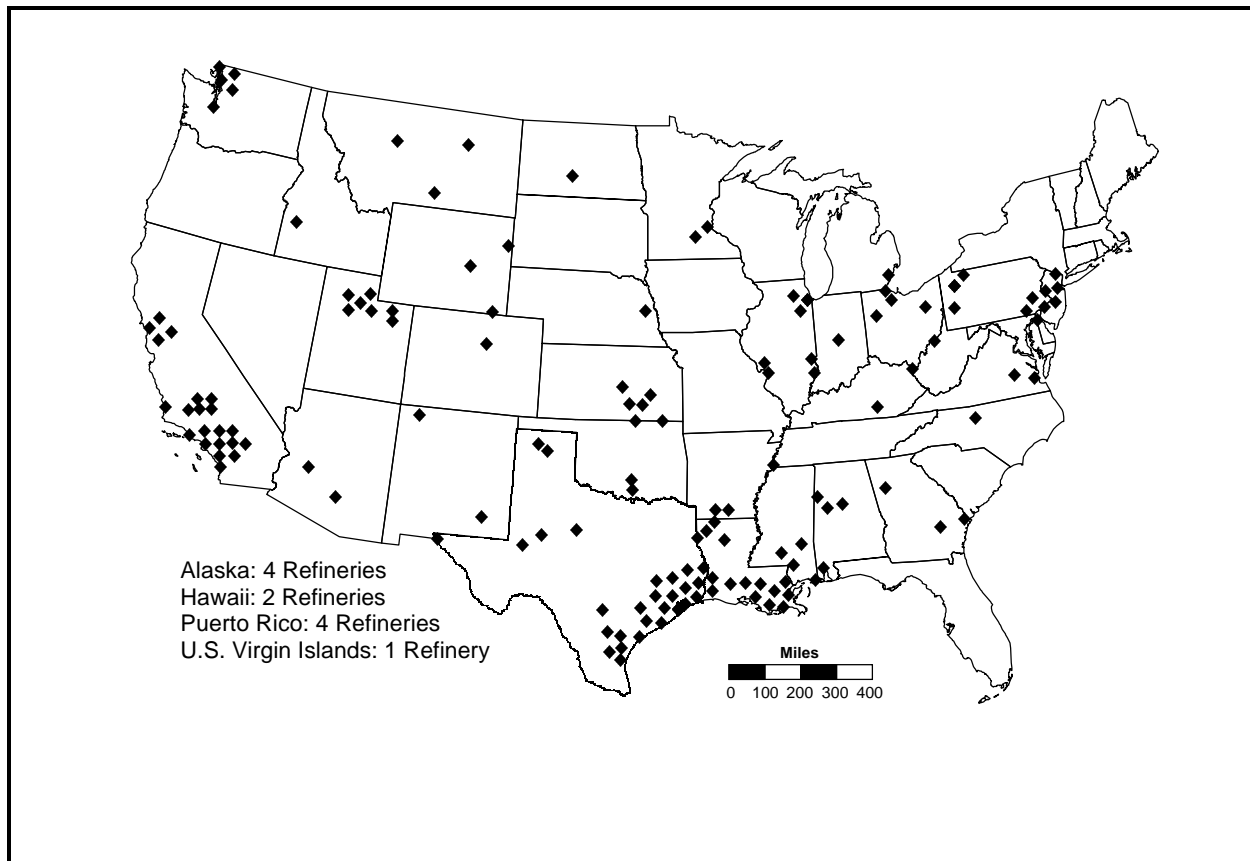 Alaska: 4 Refineries
Hawaii: 2 Refineries
Puerto Rico: 4 Refineries
U.S. Virgin Islands: 1 Refinery
Miles
0 100 200 300 400